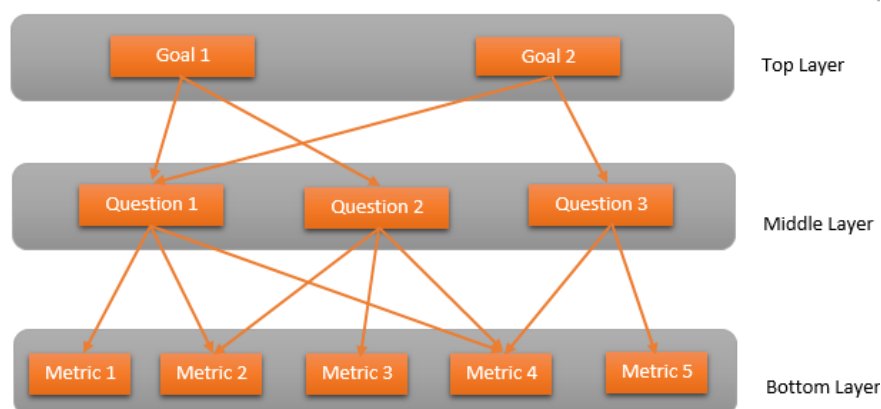 Goal 1
Goal 2
Top Layer
Question 1
Question 2
Question 3
Middle Layer
Metric 1
Metric 2
Metric 3
Metric 4
Metric 5
Bottom Layer